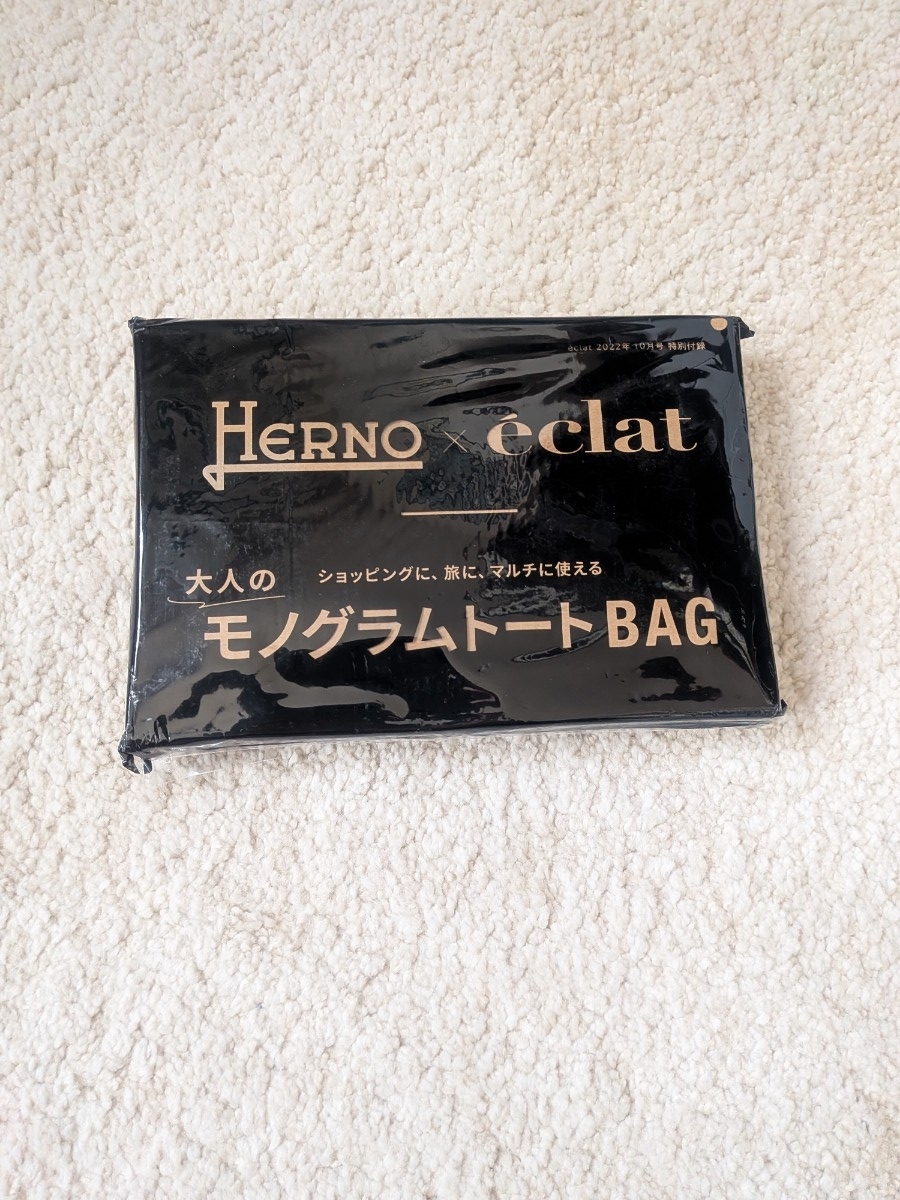 éclat 2022年 10月号 特別付録
HERNO × éclat
ショッピングに、旅に、マルチに使える
大人の
モノグラムトートBAG